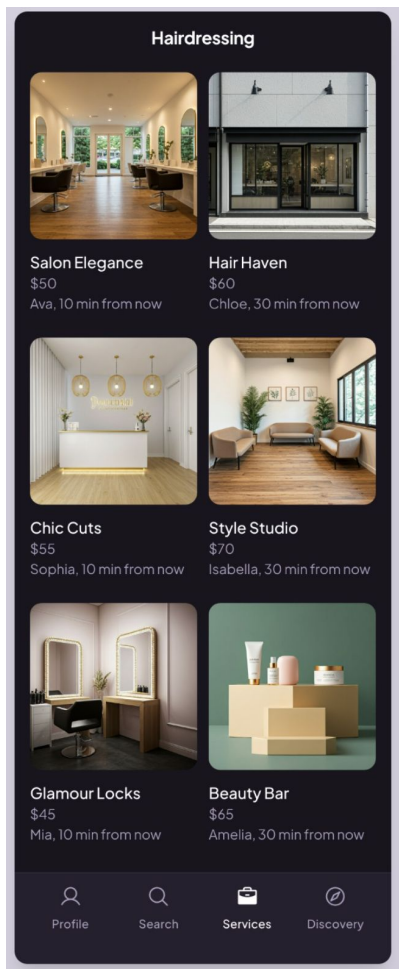 Hairdressing
Salon Elegance
$50
Ava, 10 min from now
Hair Haven
$60
Chloe, 30 min from now
Chic Cuts
$55
Sophia, 10 min from now
Style Studio
$70
Isabella, 30 min from now
Glamour Locks
$45
Mia, 10 min from now
Beauty Bar
$65
Amelia, 30 min from now
Profile
Search
Services
Discovery